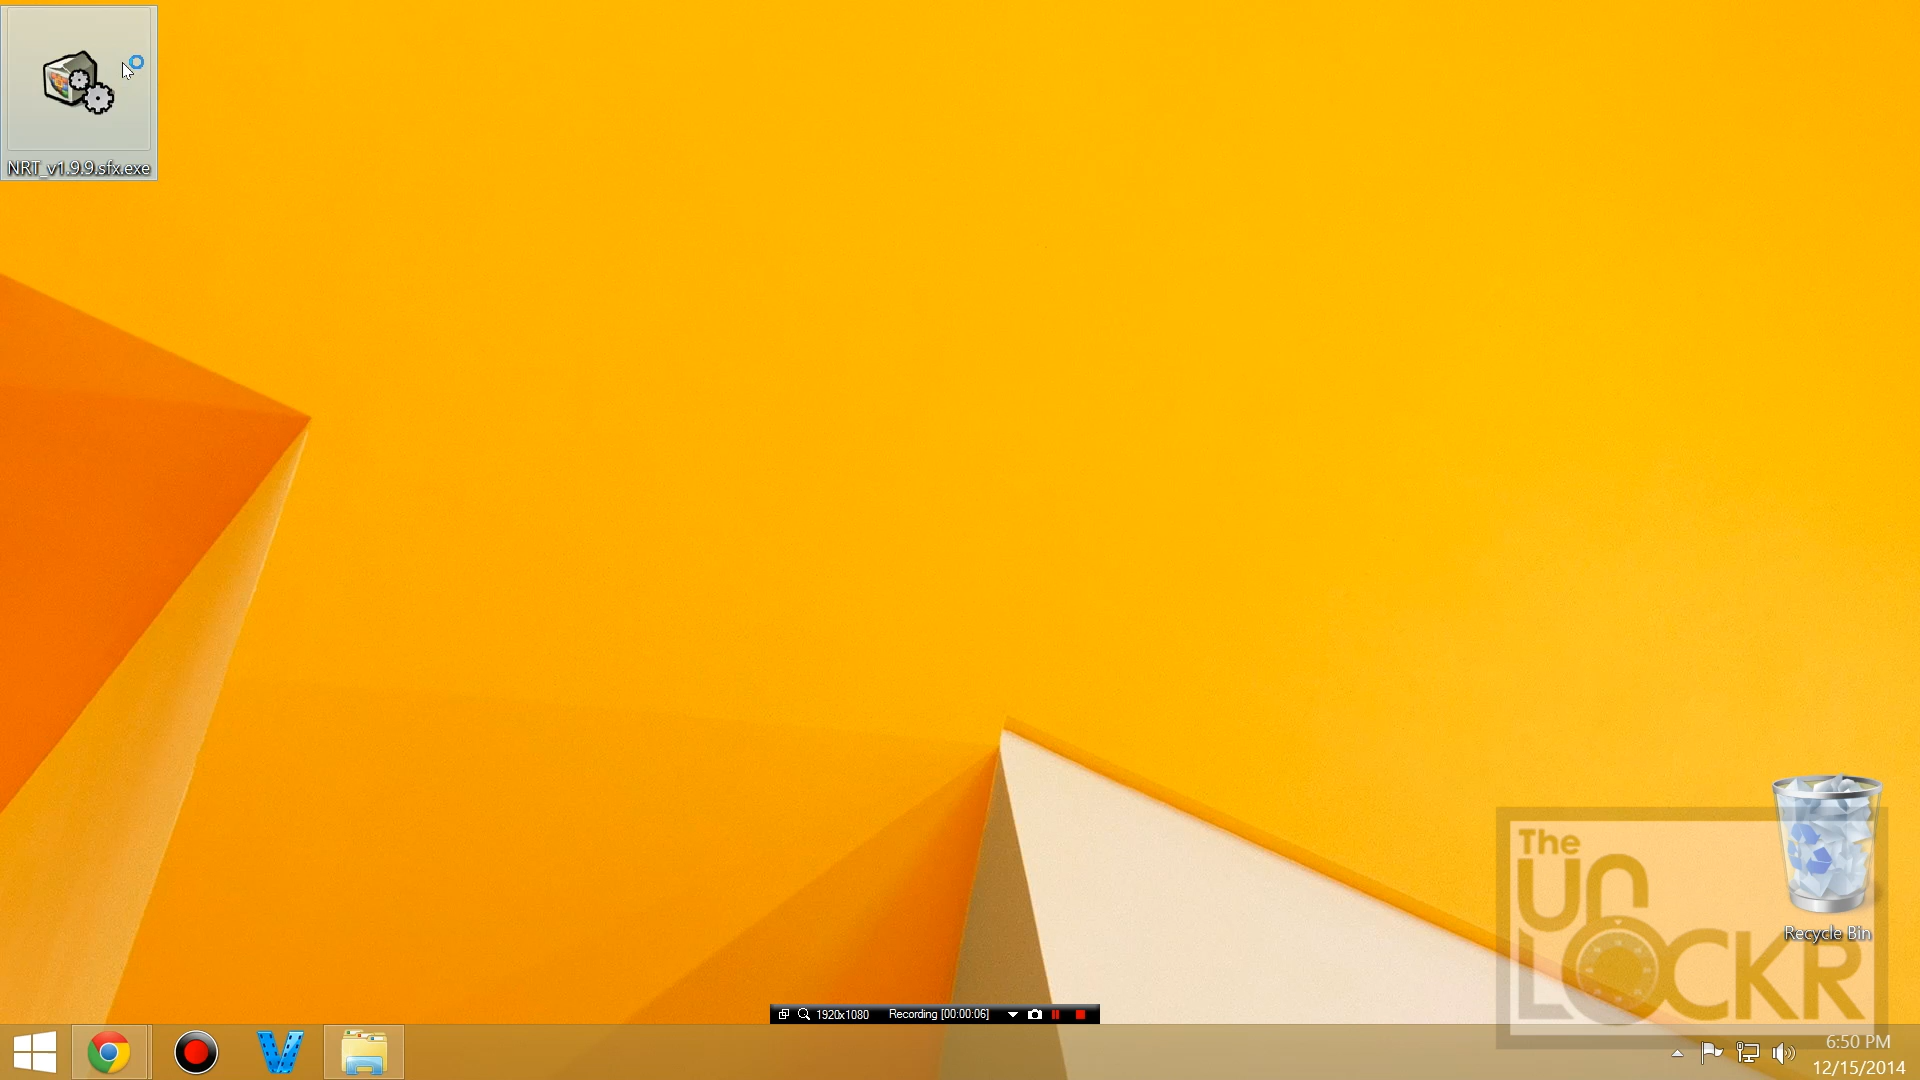 NRT_v1.9.9.sfx.exe
The
UN
LOCKR
Recycle Bin
1920x1080 Recording [00:00:06]
6:50 PM
12/15/2014